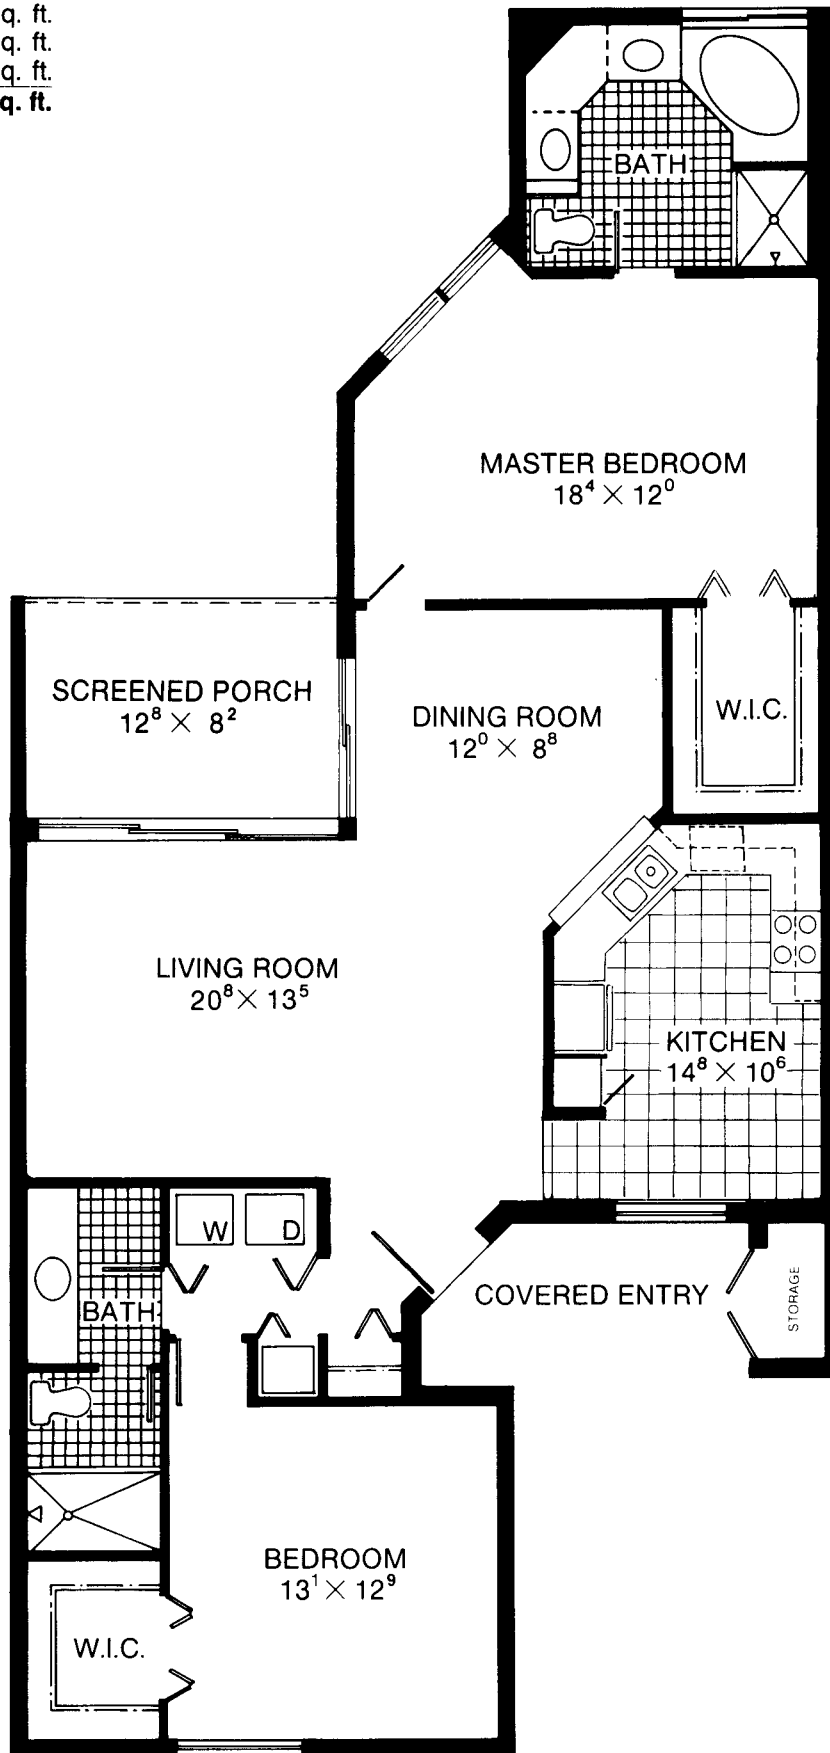 q. ft.
q. ft.
q. ft.
q. ft.
BATH
MASTER BEDROOM
18⁴ × 12⁰
SCREENED PORCH
12⁸ × 8²
DINING ROOM
12⁰ × 8⁸
W.I.C.
LIVING ROOM
20⁸ × 13⁵
KITCHEN
14⁸ × 10⁶
W
D
BATH
COVERED ENTRY
STORAGE
BEDROOM
13¹ × 12⁹
W.I.C.